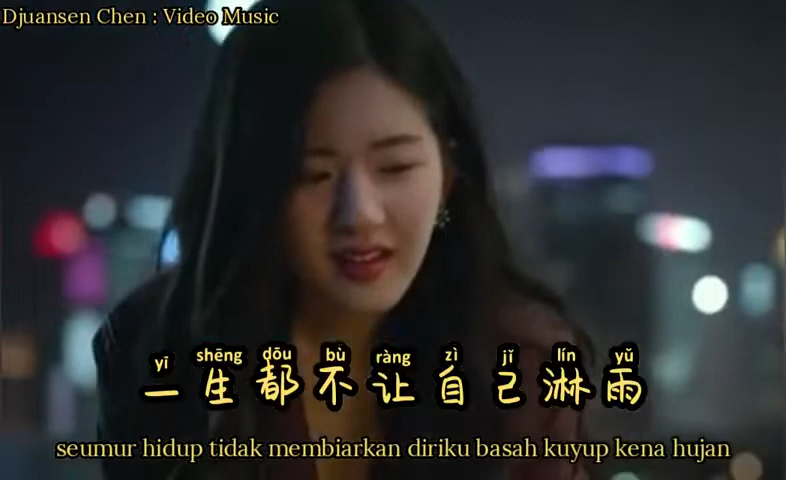 Djuansen Chen : Video Music
yī shēng dōu bù ràng zì jǐ lín yǔ
一生都不让自己淋雨
seumur hidup tidak membiarkan diriku basah kuyup kena hujan